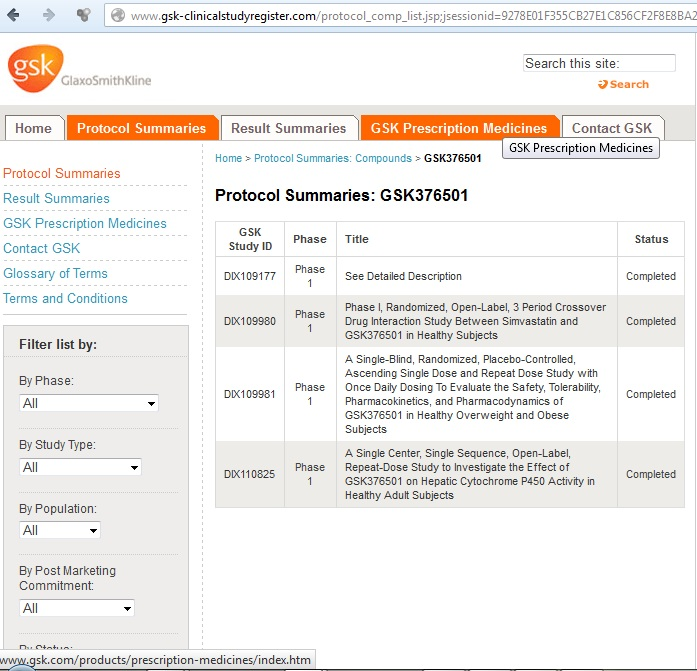 www.gsk-clinicalstudyregister.com/protocol_comp_list.jsp;jsessionid=9278E01F355CB27E1C856CF2F8E8BA2
gsk GlaxoSmithKline
Search this site:
Search
Home
Protocol Summaries
Result Summaries
GSK Prescription Medicines
Contact GSK
GSK Prescription Medicines
Home > Protocol Summaries: Compounds > GSK376501
Protocol Summaries
Result Summaries
GSK Prescription Medicines
Contact GSK
Glossary of Terms
Terms and Conditions
Filter list by:
By Phase:
All
By Study Type:
All
By Population:
All
By Post Marketing
Commitment:
All
By Status:
Protocol Summaries: GSK376501
GSK
Study ID
Phase
Title
Status
DIX109177
Phase
1
See Detailed Description
Completed
DIX109980
Phase
1
Phase I, Randomized, Open-Label, 3 Period Crossover
Drug Interaction Study Between Simvastatin and
GSK376501 in Healthy Subjects
Completed
DIX109981
Phase
1
A Single-Blind, Randomized, Placebo-Controlled,
Ascending Single Dose and Repeat Dose Study with
Once Daily Dosing To Evaluate the Safety, Tolerability,
Pharmacokinetics, and Pharmacodynamics of
GSK376501 in Healthy Overweight and Obese
Subjects
Completed
DIX110825
Phase
1
A Single Center, Single Sequence, Open-Label,
Repeat-Dose Study to Investigate the Effect of
GSK376501 on Hepatic Cytochrome P450 Activity in
Healthy Adult Subjects
Completed
www.gsk.com/products/prescription-medicines/index.htm